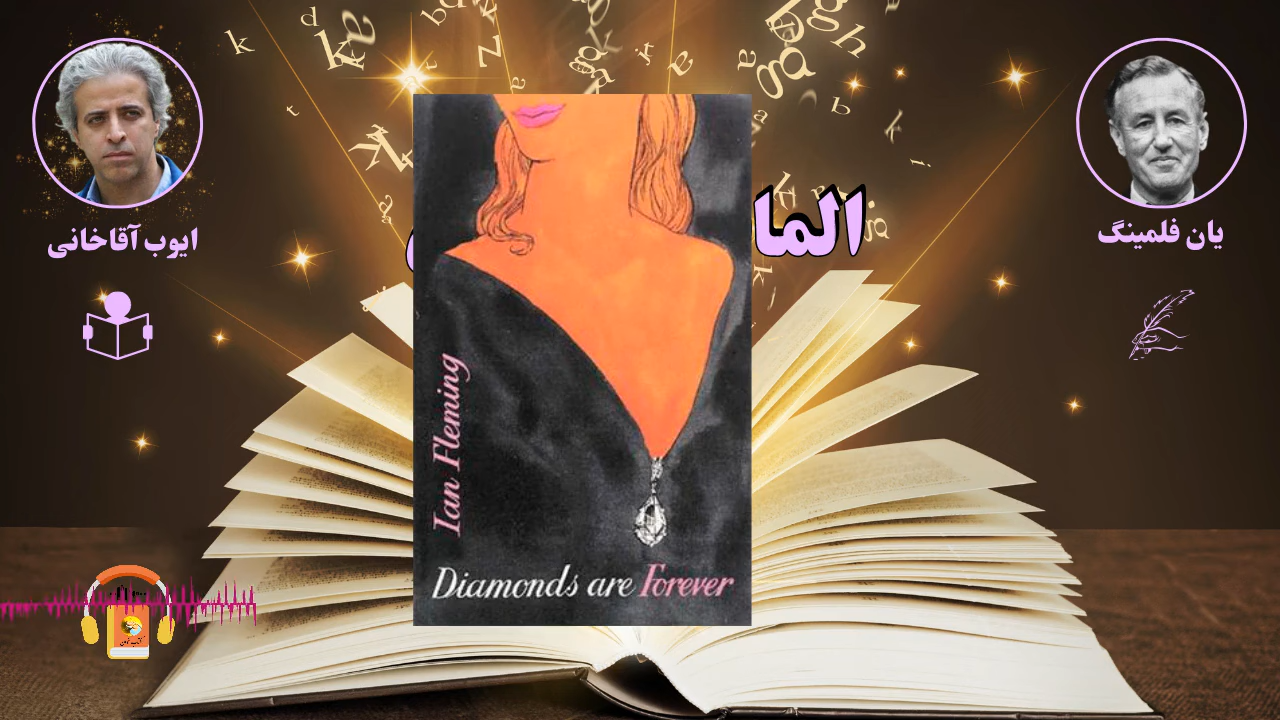 ایوب آقاخانی
یان فلمینگ
Ian Fleming
Diamonds are Forever